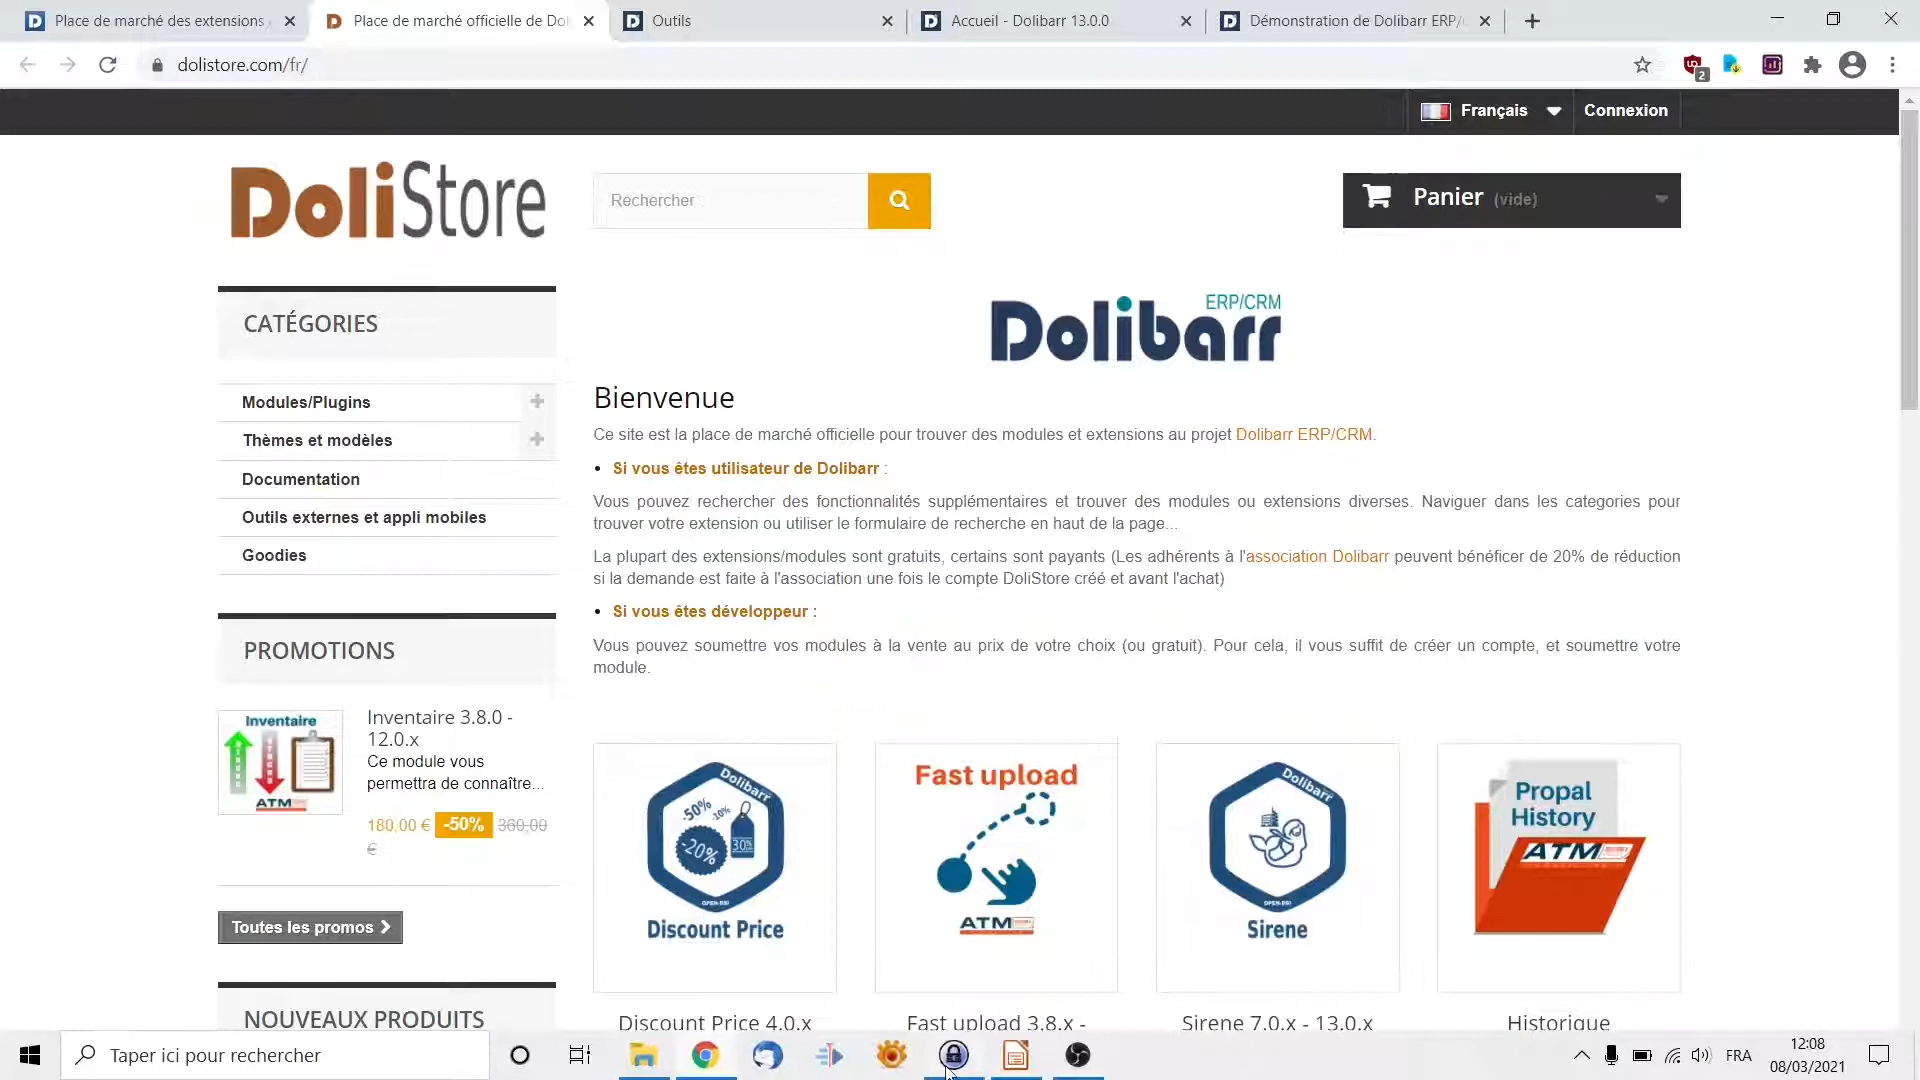 Place de marché des extensions
Place de marché officielle de Dol
Outils
Accueil - Dolibarr 13.0.0
Démonstration de Dolibarr ERP/
dolistore.com/fr/
2
Français
Connexion
DoliStore
Rechercher
Panier (vide)
CATÉGORIES
Modules/Plugins
Thèmes et modèles
Documentation
Outils externes et appli mobiles
Goodies
ERP/CRM
Dolibarr
Bienvenue
Ce site est la place de marché officielle pour trouver des modules et extensions au projet Dolibarr ERP/CRM.
• Si vous êtes utilisateur de Dolibarr :
Vous pouvez rechercher des fonctionnalités supplémentaires et trouver des modules ou extensions diverses. Naviguer dans les categories pour
trouver votre extension ou utiliser le formulaire de recherche en haut de la page...
La plupart des extensions/modules sont gratuits, certains sont payants (Les adhérents à l'association Dolibarr peuvent bénéficer de 20% de réduction
si la demande est faite à l'association une fois le compte DoliStore créé et avant l'achat)
• Si vous êtes développeur :
Vous pouvez soumettre vos modules à la vente au prix de votre choix (ou gratuit). Pour cela, il vous suffit de créer un compte, et soumettre votre
module.
PROMOTIONS
Inventaire
ATM
Inventaire 3.8.0 -
12.0.x
Ce module vous
permettra de connaître...
180,00 € -50% 360,00
€
Toutes les promos
NOUVEAUX PRODUITS
Dolibarr
-50%
-10%
-20%
30%
OPEN-DSI
Discount Price
Discount Price 4.0.x
Fast upload
ATM
Fast upload 3.8.x -
Dolibarr
OPEN-DSI
Sirene
Sirene 7.0.x - 13.0.x
Propal
History
ATM
Historique
Taper ici pour rechercher
FRA
12:08
08/03/2021